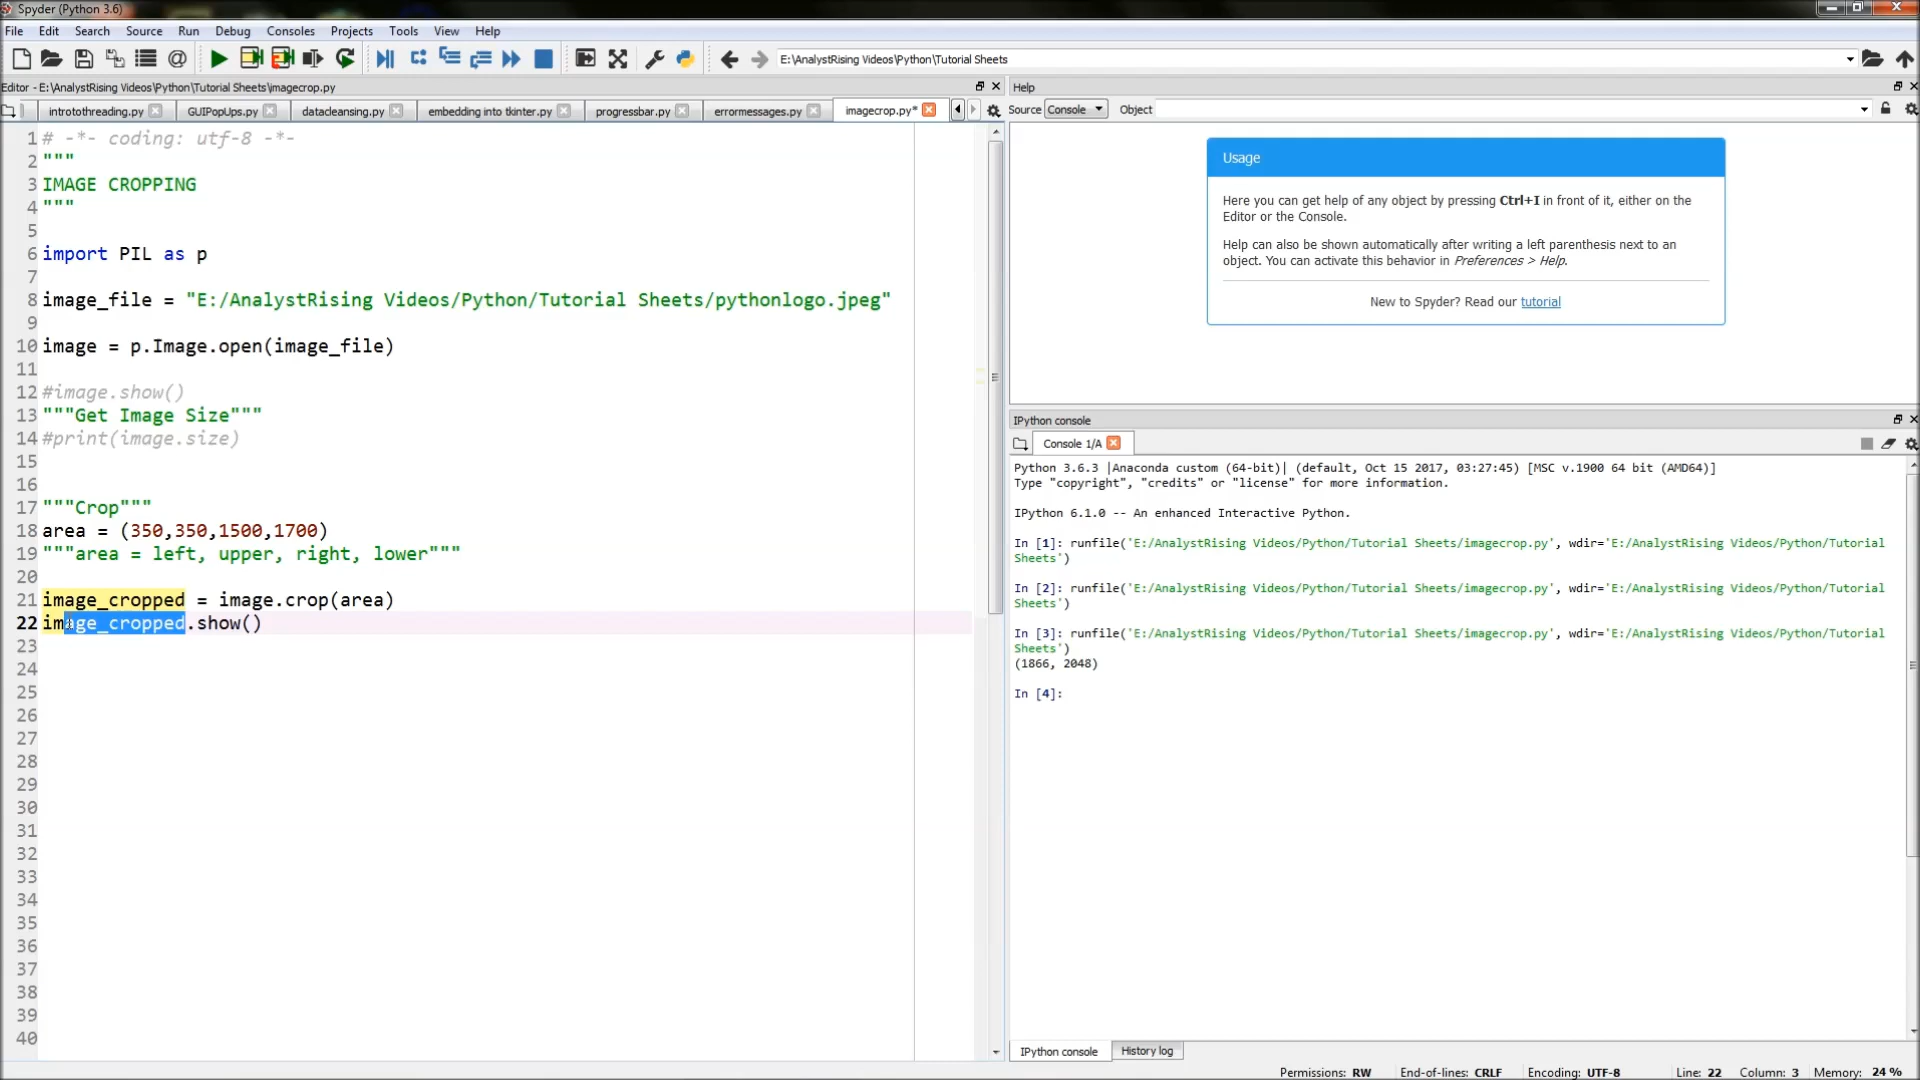 Spyder (Python 3.6)
File Edit Search Source Run Debug Consoles Projects Tools View Help
E:\AnalystRising Videos\Python\Tutorial Sheets
Editor - E:\AnalystRising Videos\Python\Tutorial Sheets\imagecrop.py
introtothreading.py GUIPopUps.py datacleansing.py embedding into tkinter.py progressbar.py errormessages.py imagecrop.py*
1 # -*- coding: utf-8 -*-
2 """
3 IMAGE CROPPING
4 """
5
6 import PIL as p
7
8 image_file = "E:/AnalystRising Videos/Python/Tutorial Sheets/pythonlogo.jpeg"
9
10 image = p.Image.open(image_file)
11
12 #image.show()
13 """Get Image Size"""
14 #print(image.size)
15
16
17 """Crop"""
18 area = (350,350,1500,1700)
19 """area = left, upper, right, lower"""
20
21 image_cropped = image.crop(area)
22 image_cropped.show()
23
24
25
26
27
28
29
30
31
32
33
34
35
36
37
38
39
40
Help
Source Console Object
Usage
Here you can get help of any object by pressing Ctrl+I in front of it, either on the
Editor or the Console.
Help can also be shown automatically after writing a left parenthesis next to an
object. You can activate this behavior in Preferences > Help.
New to Spyder? Read our tutorial
IPython console
Console 1/A
Python 3.6.3 |Anaconda custom (64-bit)| (default, Oct 15 2017, 03:27:45) [MSC v.1900 64 bit (AMD64)]
Type "copyright", "credits" or "license" for more information.
IPython 6.1.0 -- An enhanced Interactive Python.
In [1]: runfile('E:/AnalystRising Videos/Python/Tutorial Sheets/imagecrop.py', wdir='E:/AnalystRising Videos/Python/Tutorial
Sheets')
In [2]: runfile('E:/AnalystRising Videos/Python/Tutorial Sheets/imagecrop.py', wdir='E:/AnalystRising Videos/Python/Tutorial
Sheets')
In [3]: runfile('E:/AnalystRising Videos/Python/Tutorial Sheets/imagecrop.py', wdir='E:/AnalystRising Videos/Python/Tutorial
Sheets')
(1866, 2048)
In [4]:
IPython console History log
Permissions: RW End-of-lines: CRLF Encoding: UTF-8 Line: 22 Column: 3 Memory: 24 %